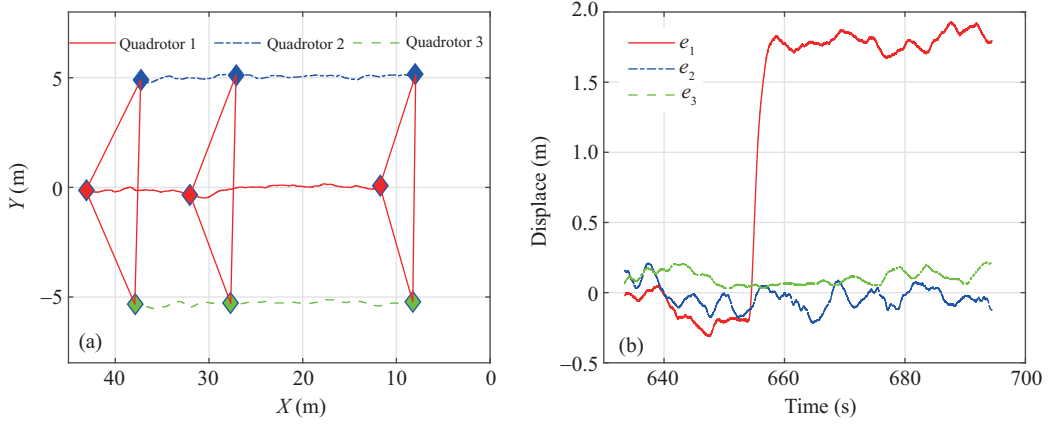 Quadrotor 1 Quadrotor 2 Quadrotor 3
5
0
−5
Y (m)
(a)
40 30 20 10 0
X (m)
2.0
1.5
1.0
0.5
0
−0.5
Displace (m)
e1
e2
e3
(b)
640 660 680 700
Time (s)